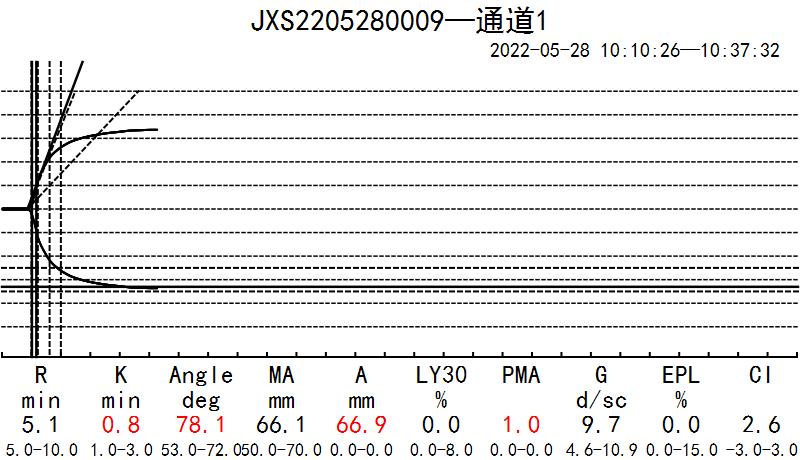 JXS2205280009—通道1
2022-05-28 10:10:26—10:37:32
R K Angle MA A LY30 PMA G EPL CI
min min deg mm mm % d/sc %
5.1 0.8 78.1 66.1 66.9 0.0 1.0 9.7 0.0 2.6
5.0-10.0 1.0-3.0 53.0-72.0 50.0-70.0 0.0-0.0 0.0-8.0 0.0-0.0 4.6-10.9 0.0-15.0 -3.0-3.0